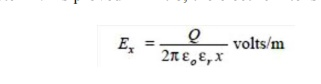 E_x = Q / 2π ε_o ε_r x volts/m